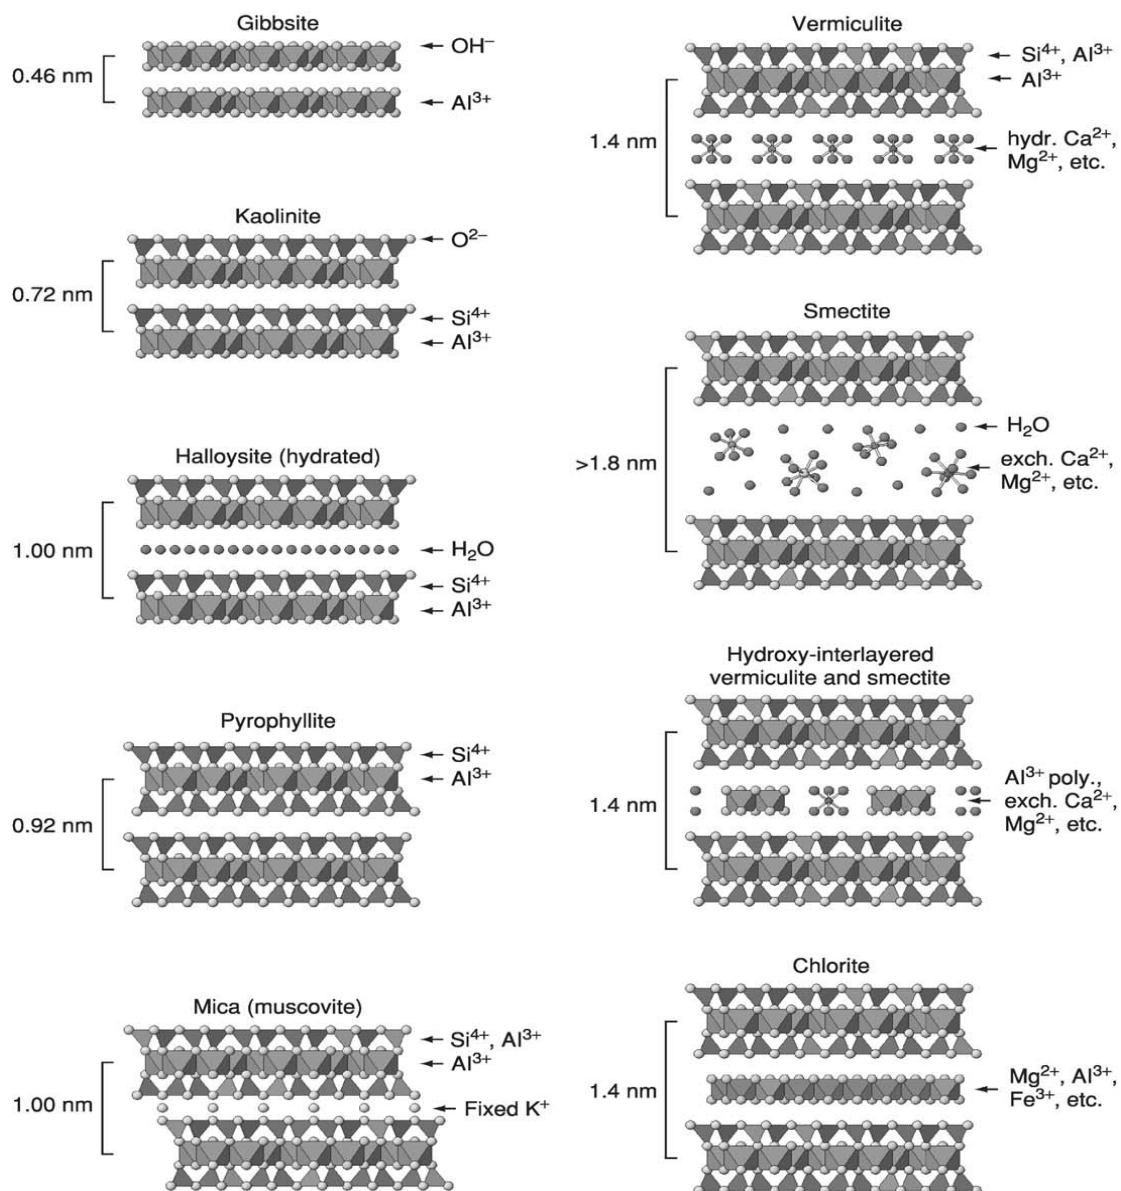 Gibbsite
OH⁻
0.46 nm
Al³⁺
Kaolinite
O²⁻
0.72 nm
Si⁴⁺
Al³⁺
Halloysite (hydrated)
1.00 nm
H₂O
Si⁴⁺
Al³⁺
Pyrophyllite
Si⁴⁺
Al³⁺
0.92 nm
Mica (muscovite)
Si⁴⁺, Al³⁺
Al³⁺
1.00 nm
Fixed K⁺
Vermiculite
Si⁴⁺, Al³⁺
Al³⁺
1.4 nm
hydr. Ca²⁺,
Mg²⁺, etc.
Smectite
H₂O
>1.8 nm
exch. Ca²⁺,
Mg²⁺, etc.
Hydroxy-interlayered
vermiculite and smectite
1.4 nm
Al³⁺ poly.,
exch. Ca²⁺,
Mg²⁺, etc.
Chlorite
1.4 nm
Mg²⁺, Al³⁺,
Fe³⁺, etc.